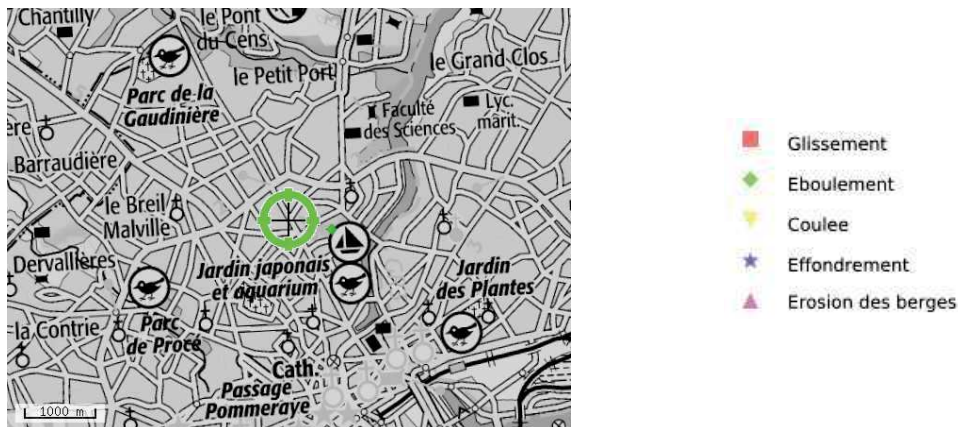 Chantilly
le Pont
du Cens
le Petit Port
le Grand Clos
Parc de la
Gaudinière
Faculté
des Sciences
Lyc.
mârit.
ère
Barraudière
le Breil
Malville
Dervallières
Jardin japonais
et aquarium
Jardin
des Plantes
la Contrie
Parc
de Procé
Cath.
Passage
Pommeraye
1000 m
Glissement
Eboulement
Coulee
Effondrement
Erosion des berges